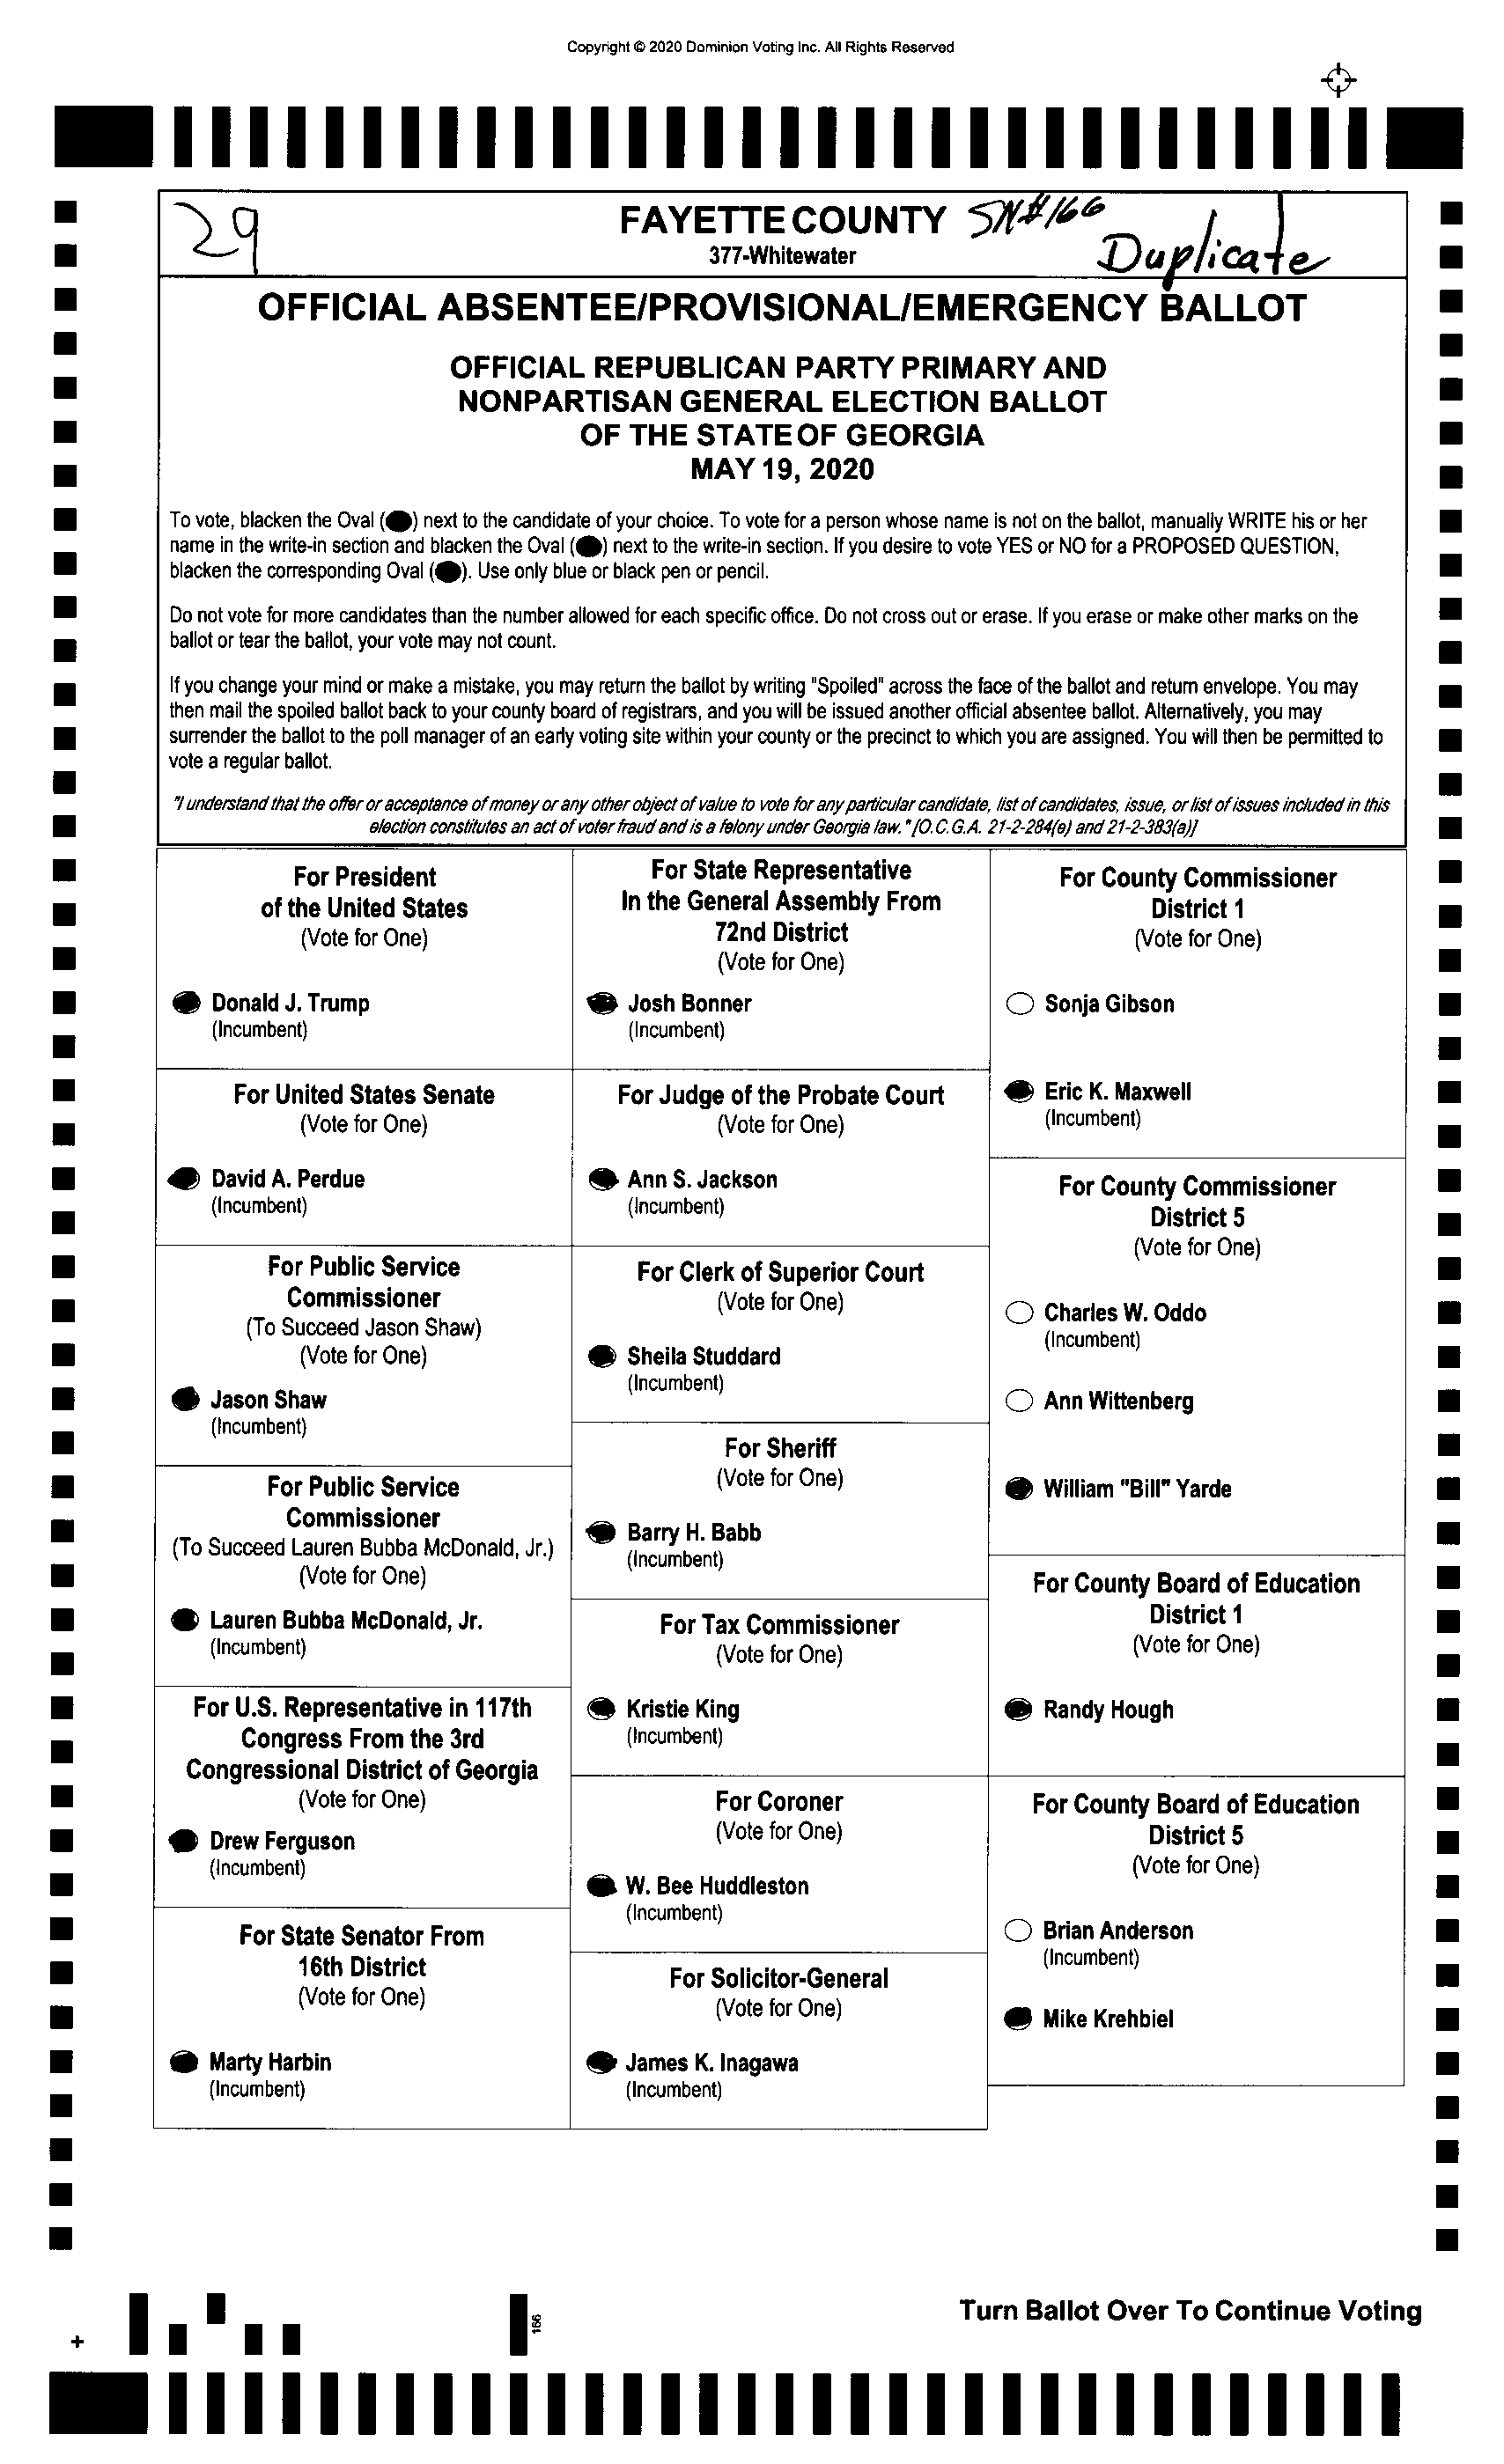 Copyright © 2020 Dominion Voting Inc. All Rights Reserved
29
FAYETTE COUNTY
SN#166
377-Whitewater
Duplicate
OFFICIAL ABSENTEE/PROVISIONAL/EMERGENCY BALLOT
OFFICIAL REPUBLICAN PARTY PRIMARY AND
NONPARTISAN GENERAL ELECTION BALLOT
OF THE STATE OF GEORGIA
MAY 19, 2020
To vote, blacken the Oval () next to the candidate of your choice. To vote for a person whose name is not on the ballot, manually WRITE his or her
name in the write-in section and blacken the Oval () next to the write-in section. If you desire to vote YES or NO for a PROPOSED QUESTION,
blacken the corresponding Oval (). Use only blue or black pen or pencil.
Do not vote for more candidates than the number allowed for each specific office. Do not cross out or erase. If you erase or make other marks on the
ballot or tear the ballot, your vote may not count.
If you change your mind or make a mistake, you may return the ballot by writing "Spoiled" across the face of the ballot and return envelope. You may
then mail the spoiled ballot back to your county board of registrars, and you will be issued another official absentee ballot. Alternatively, you may
surrender the ballot to the poll manager of an early voting site within your county or the precinct to which you are assigned. You will then be permitted to
vote a regular ballot.
"I understand that the offer or acceptance of money or any other object of value to vote for any particular candidate, list of candidates, issue, or list of issues included in this
election constitutes an act of voter fraud and is a felony under Georgia law." [O.C.G.A. 21-2-284(e) and 21-2-383(a)]
For President
of the United States
(Vote for One)
Donald J. Trump
(Incumbent)
For United States Senate
(Vote for One)
David A. Perdue
(Incumbent)
For Public Service
Commissioner
(To Succeed Jason Shaw)
(Vote for One)
Jason Shaw
(Incumbent)
For Public Service
Commissioner
(To Succeed Lauren Bubba McDonald, Jr.)
(Vote for One)
Lauren Bubba McDonald, Jr.
(Incumbent)
For U.S. Representative in 117th
Congress From the 3rd
Congressional District of Georgia
(Vote for One)
Drew Ferguson
(Incumbent)
For State Senator From
16th District
(Vote for One)
Marty Harbin
(Incumbent)
For State Representative
In the General Assembly From
72nd District
(Vote for One)
Josh Bonner
(Incumbent)
For Judge of the Probate Court
(Vote for One)
Ann S. Jackson
(Incumbent)
For Clerk of Superior Court
(Vote for One)
Sheila Studdard
(Incumbent)
For Sheriff
(Vote for One)
Barry H. Babb
(Incumbent)
For Tax Commissioner
(Vote for One)
Kristie King
(Incumbent)
For Coroner
(Vote for One)
W. Bee Huddleston
(Incumbent)
For Solicitor-General
(Vote for One)
James K. Inagawa
(Incumbent)
For County Commissioner
District 1
(Vote for One)
Sonja Gibson
Eric K. Maxwell
(Incumbent)
For County Commissioner
District 5
(Vote for One)
Charles W. Oddo
(Incumbent)
Ann Wittenberg
William "Bill" Yarde
For County Board of Education
District 1
(Vote for One)
Randy Hough
For County Board of Education
District 5
(Vote for One)
Brian Anderson
(Incumbent)
Mike Krehbiel
Turn Ballot Over To Continue Voting
166